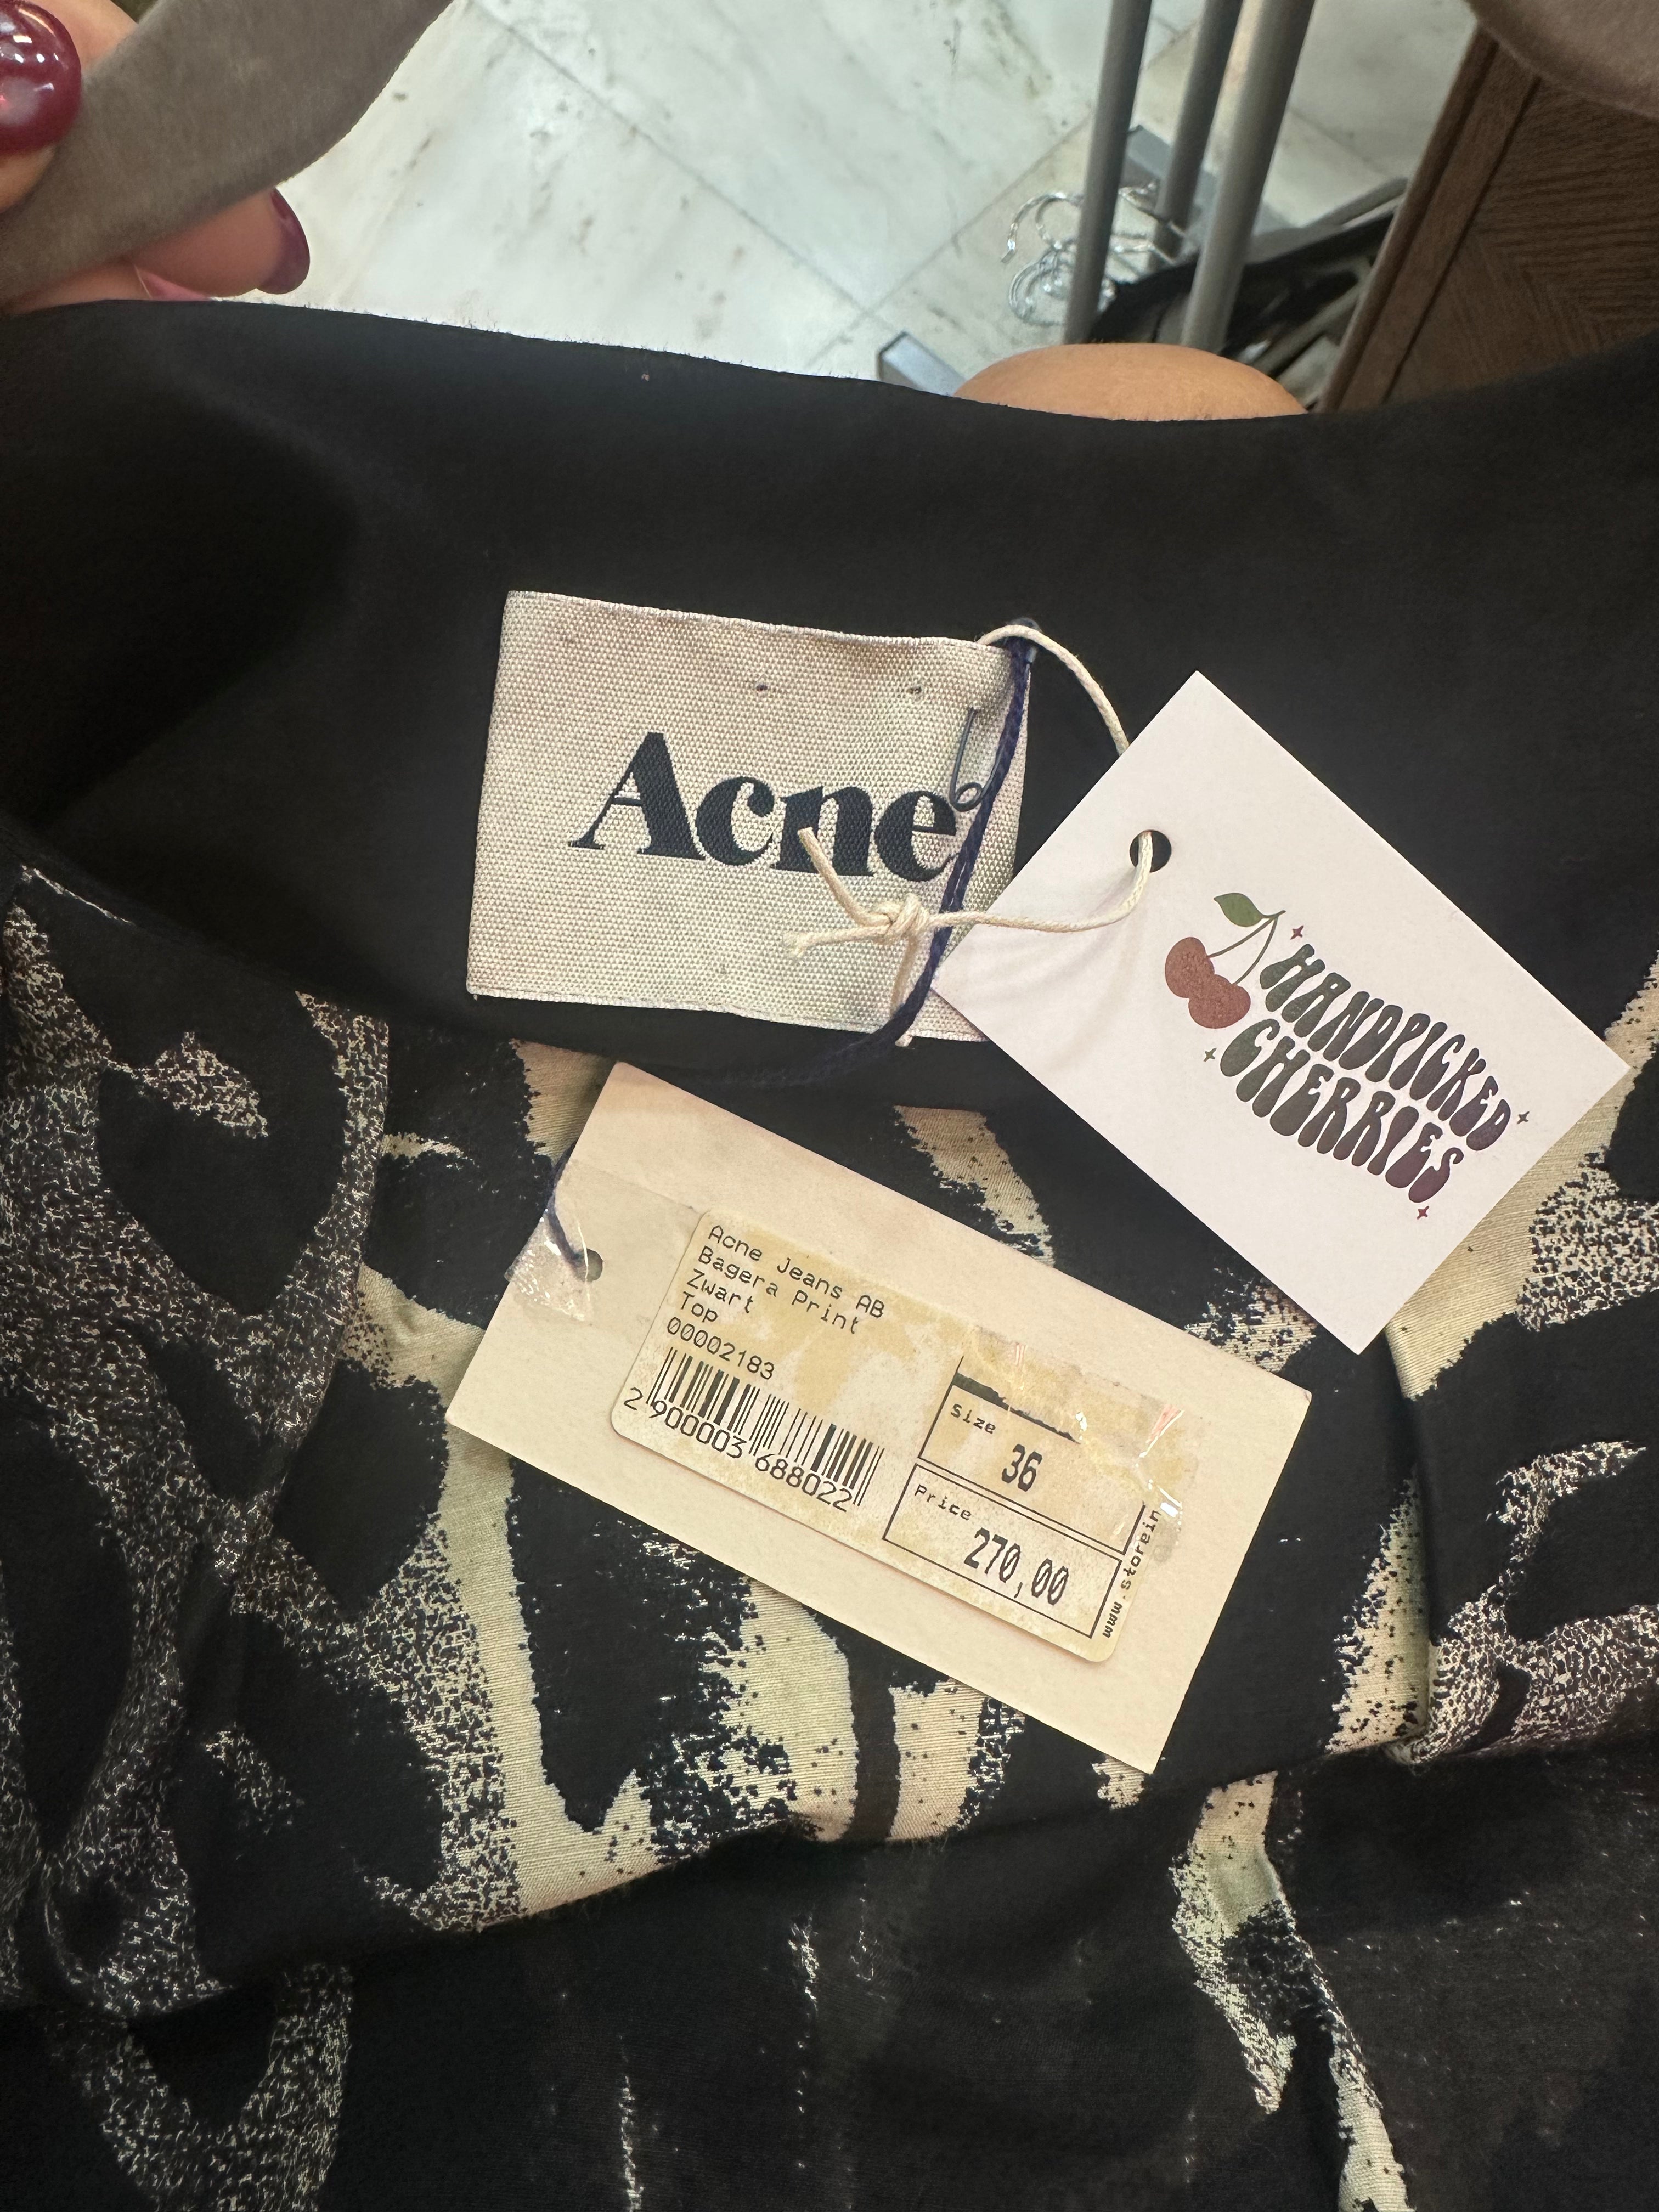 Acne
HANDPICKED
CHERRIES
Acne Jeans AB
Bagera Print
Zwart
Top
00002183
2 900003 688022
Size
36
Price
270,00